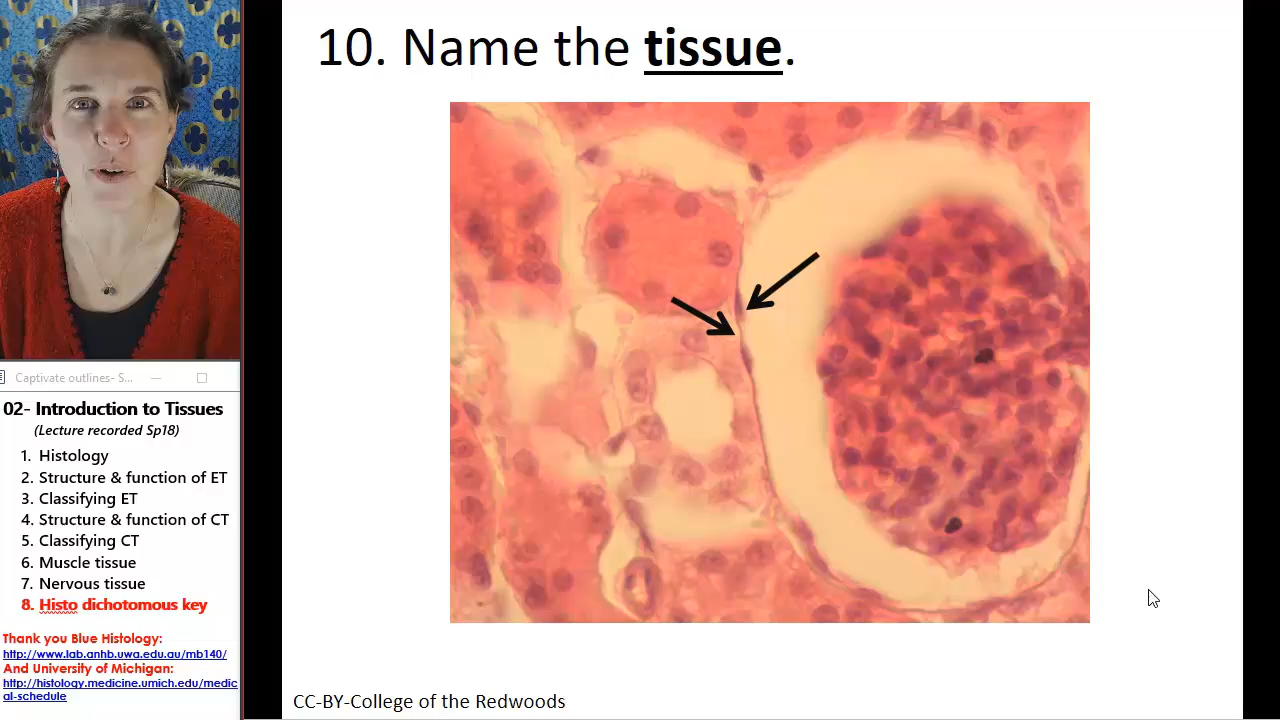 10. Name the tissue.
Captivate outlines- S...
02- Introduction to Tissues
(Lecture recorded Sp18)
1. Histology
2. Structure & function of ET
3. Classifying ET
4. Structure & function of CT
5. Classifying CT
6. Muscle tissue
7. Nervous tissue
8. Histo dichotomous key
Thank you Blue Histology:
http://www.lab.anhb.uwa.edu.au/mb140/
And University of Michigan:
http://histology.medicine.umich.edu/medic
al-schedule
CC-BY-College of the Redwoods